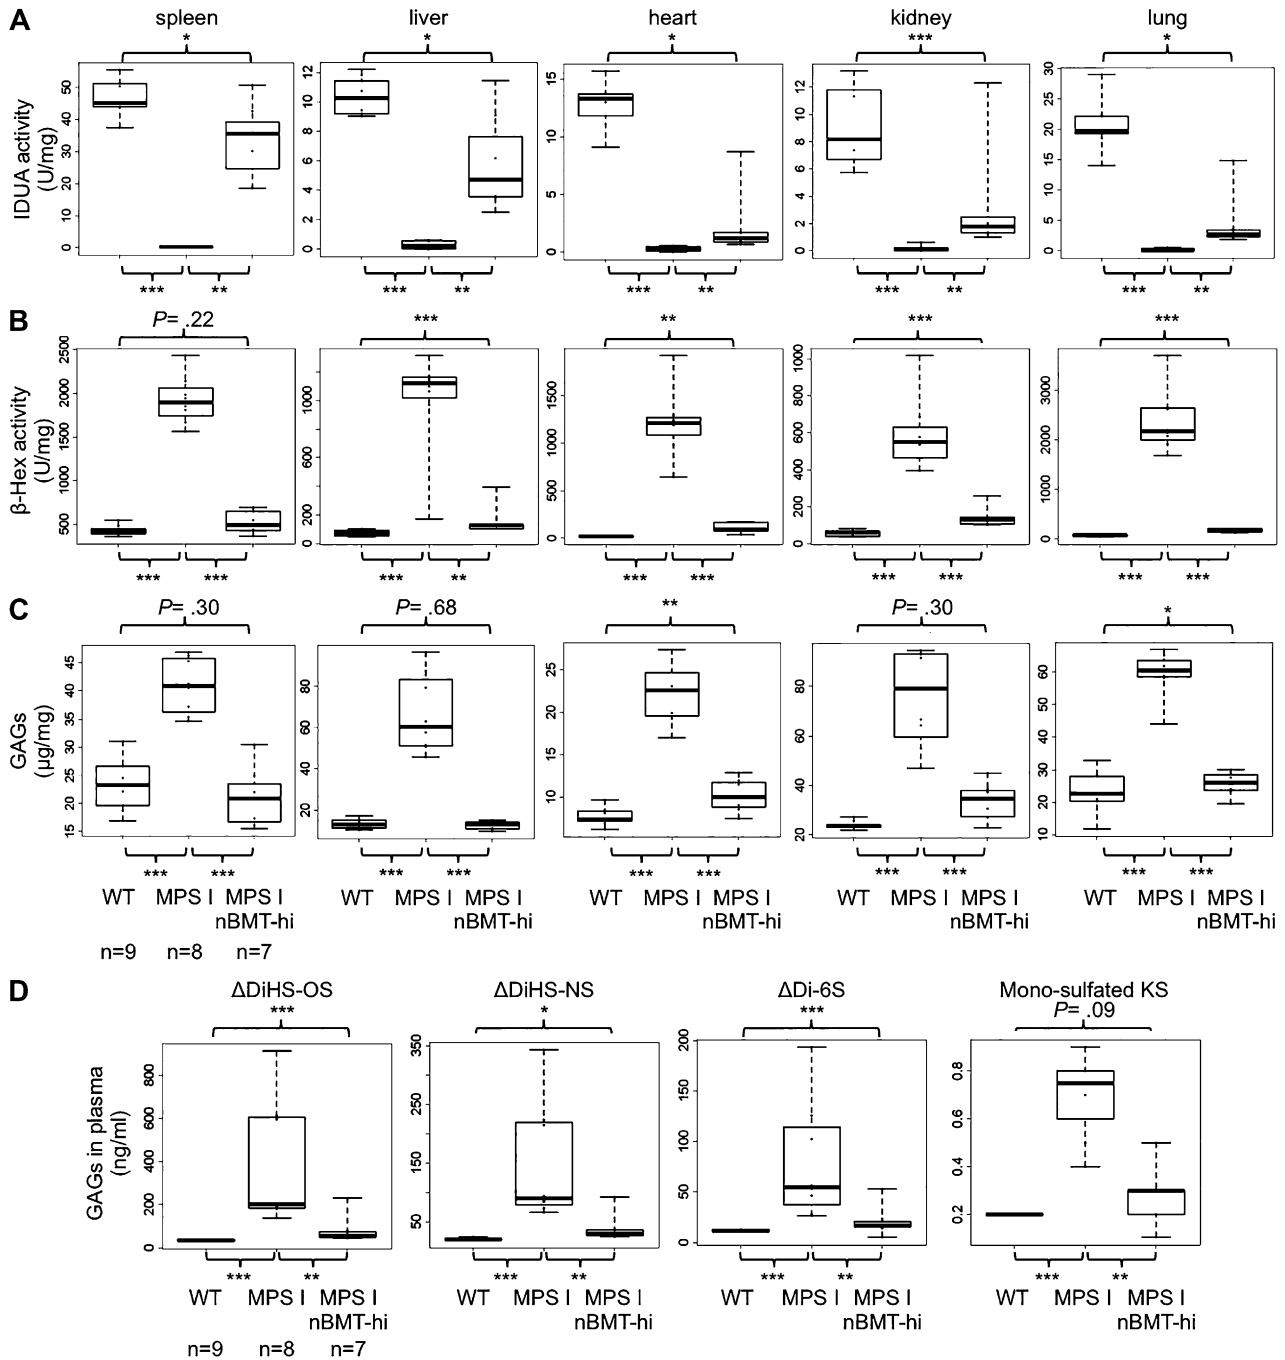 A spleen liver heart kidney lung
* * * *** *
IDUA activity
(U/mg)
0 10 20 30 40 50
0 2 4 6 8 10 12
0 5 10 15
0 2 4 6 8 10 12
0 5 10 15 20 25 30
*** ** *** ** *** ** *** ** *** **
B P= .22 *** ** *** ***
β-Hex activity
(U/mg)
500 1000 1500 2000 2500
0 200 600 1000
0 500 1000 1500
0 200 400 600 800 1000
0 1000 2000 3000
*** *** *** ** *** *** *** *** *** ***
C P= .30 P= .68 ** P= .30 *
GAGs
(µg/mg)
15 20 25 30 35 40 45
20 40 60 80
10 15 20 25
20 40 60 80
10 20 30 40 50 60
*** *** *** *** *** *** *** *** *** ***
WT MPS I MPS I WT MPS I MPS I WT MPS I MPS I WT MPS I MPS I WT MPS I MPS I
nBMT-hi nBMT-hi nBMT-hi nBMT-hi nBMT-hi
n=9 n=8 n=7
D ΔDiHS-OS ΔDiHS-NS ΔDi-6S Mono-sulfated KS
*** * *** P= .09
GAGs in plasma
(ng/ml)
0 200 400 600 800
50 150 250 350
0 50 100 150 200
0.2 0.4 0.6 0.8
*** ** *** ** *** ** *** **
WT MPS I MPS I WT MPS I MPS I WT MPS I MPS I WT MPS I MPS I
nBMT-hi nBMT-hi nBMT-hi nBMT-hi
n=9 n=8 n=7